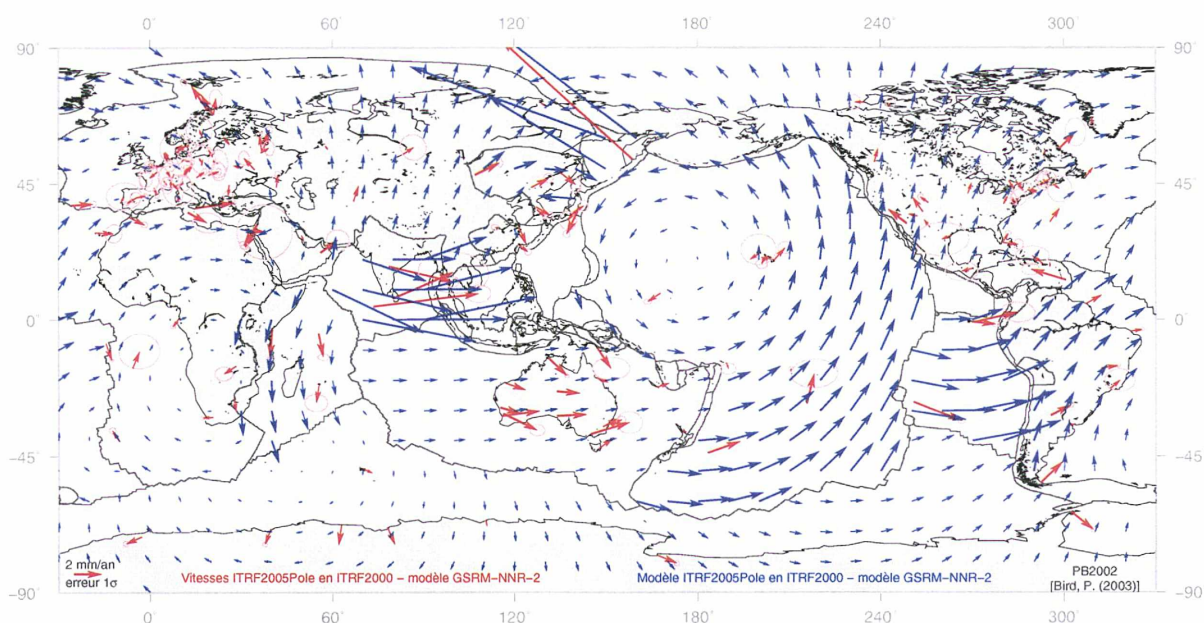 0° 60° 120° 180° 240° 300°
90° 90°
45° 45°
0° 0°
−45° −45°
2 mm/an
erreur 1σ
Vitesses ITRF2005Pole en ITRF2000 – modèle GSRM−NNR−2
Modèle ITRF2005Pole en ITRF2000 – modèle GSRM−NNR−2
PB2002
[Bird, P. (2003)]
−90° −90°
0° 60° 120° 180° 240° 300°